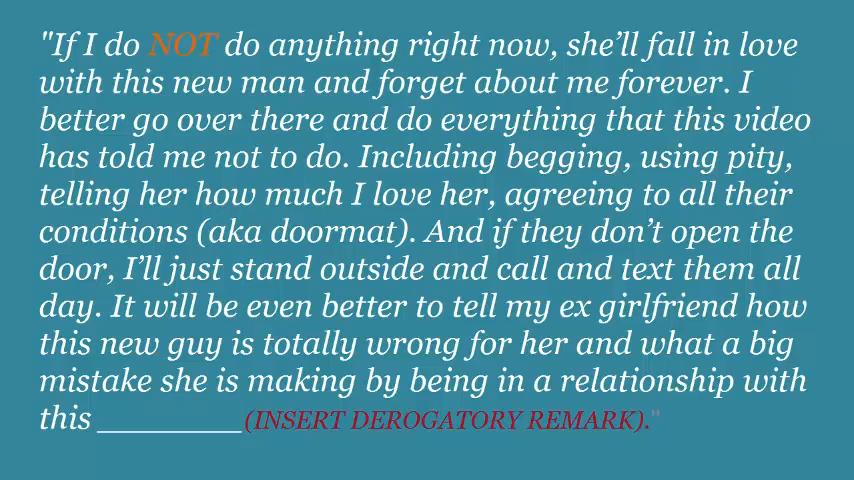 "If I do NOT do anything right now, she’ll fall in love
with this new man and forget about me forever. I
better go over there and do everything that this video
has told me not to do. Including begging, using pity,
telling her how much I love her, agreeing to all their
conditions (aka doormat). And if they don’t open the
door, I’ll just stand outside and call and text them all
day. It will be even better to tell my ex girlfriend how
this new guy is totally wrong for her and what a big
mistake she is making by being in a relationship with
this _________(INSERT DEROGATORY REMARK)."